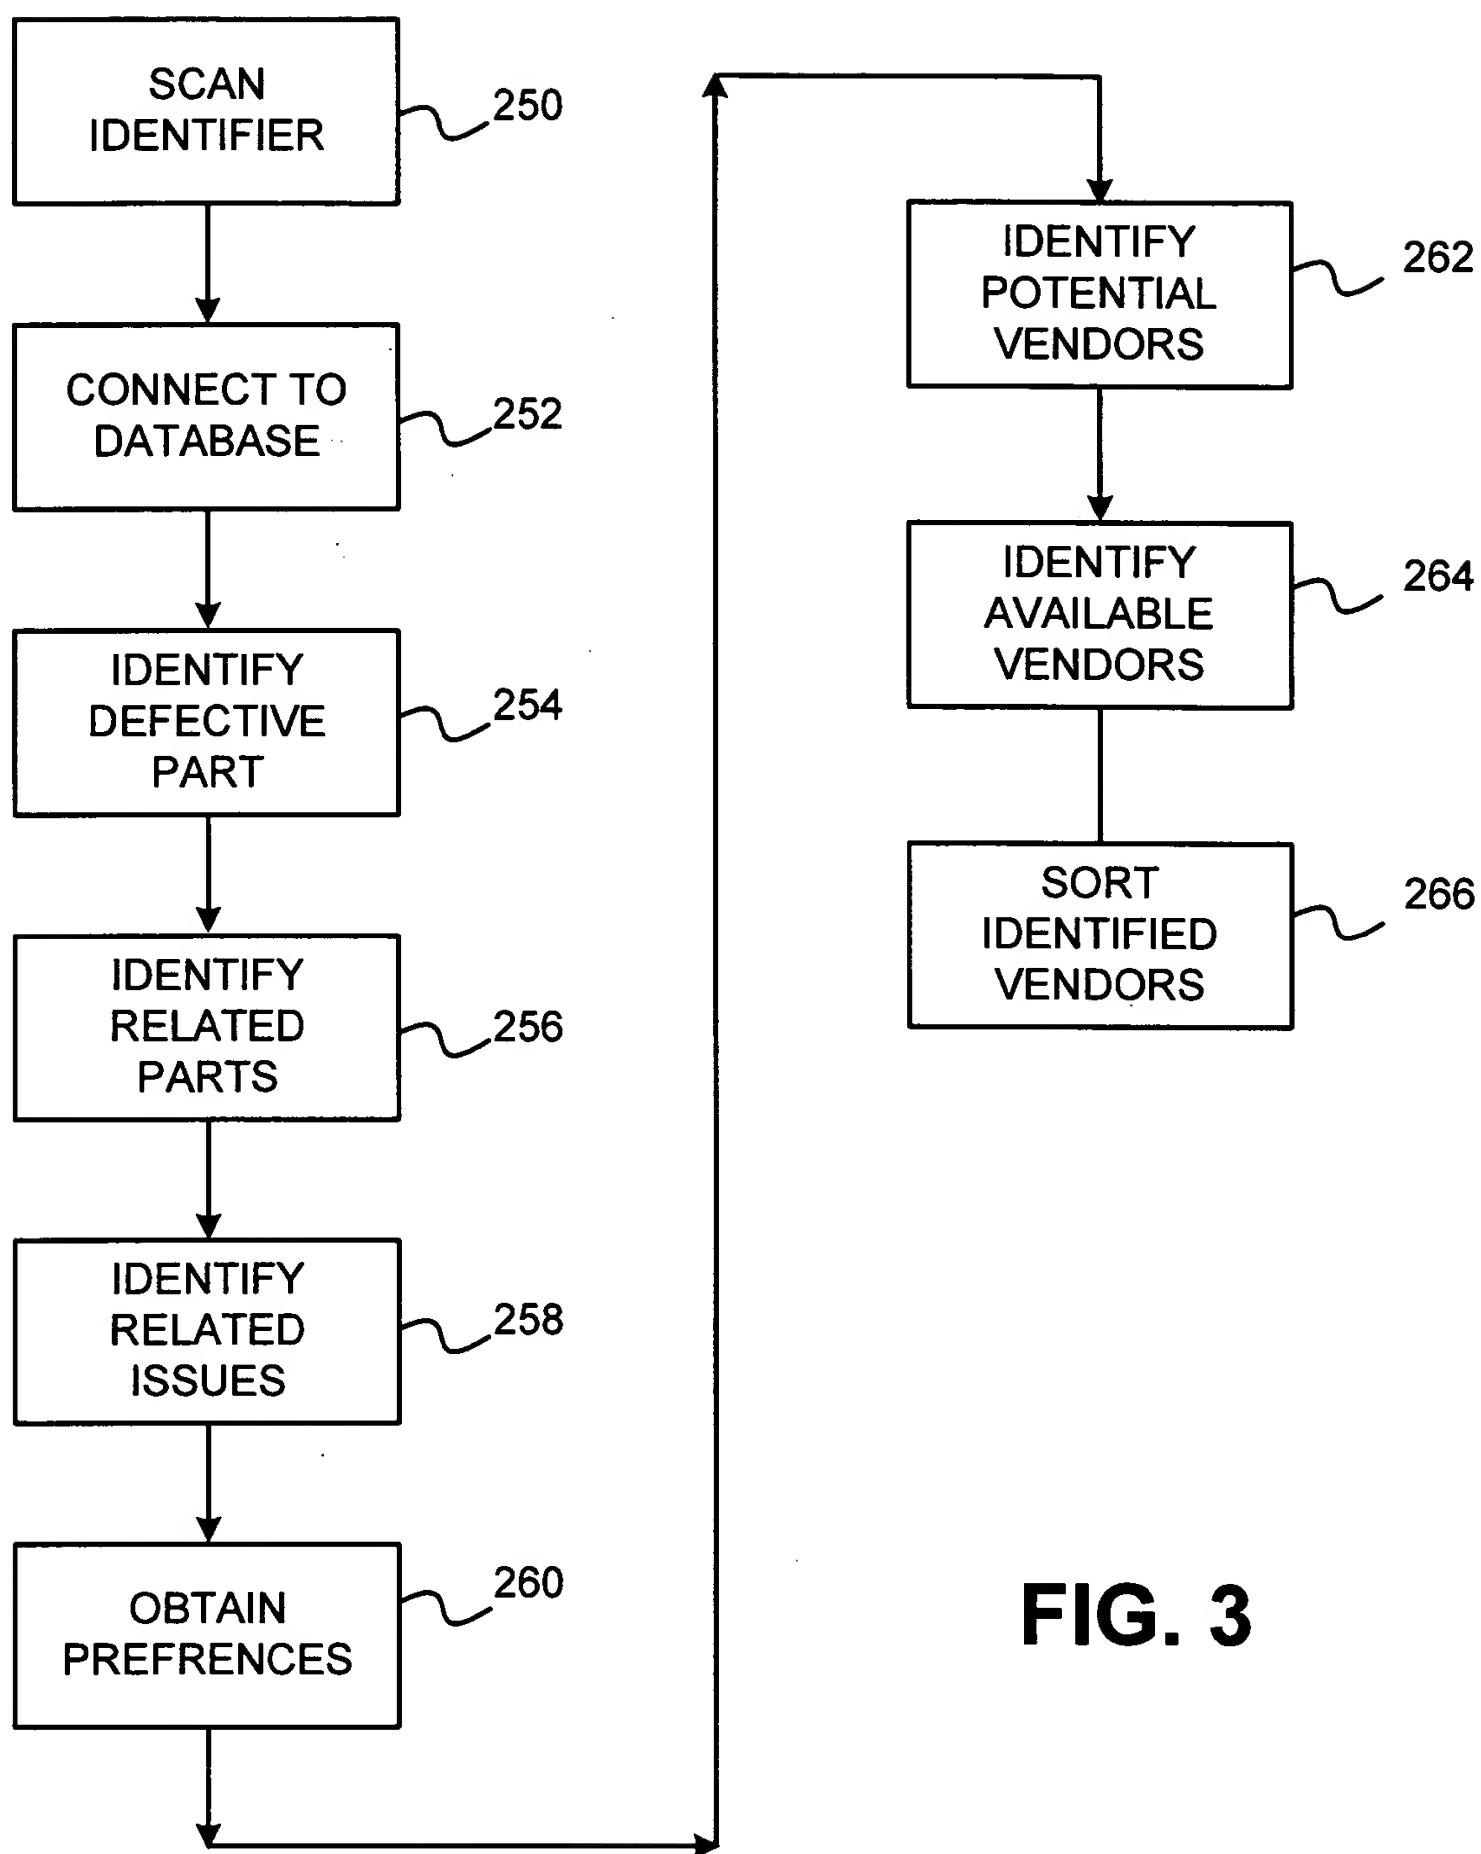 SCAN
IDENTIFIER
250
CONNECT TO
DATABASE
252
IDENTIFY
DEFECTIVE
PART
254
IDENTIFY
RELATED
PARTS
256
IDENTIFY
RELATED
ISSUES
258
OBTAIN
PREFRENCES
260
IDENTIFY
POTENTIAL
VENDORS
262
IDENTIFY
AVAILABLE
VENDORS
264
SORT
IDENTIFIED
VENDORS
266
FIG. 3